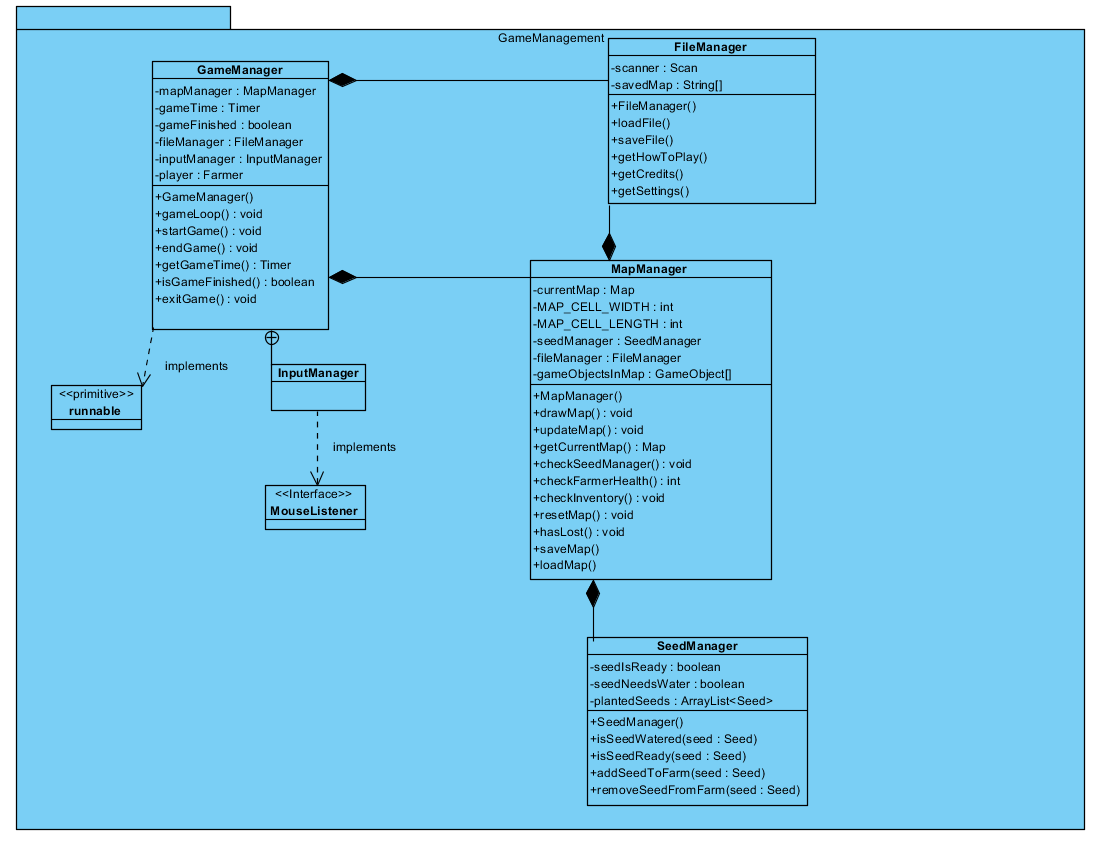 GameManagement
GameManager
-mapManager : MapManager
-gameTime : Timer
-gameFinished : boolean
-fileManager : FileManager
-inputManager : InputManager
-player : Farmer
+GameManager()
+gameLoop() : void
+startGame() : void
+endGame() : void
+getGameTime() : Timer
+isGameFinished() : boolean
+exitGame() : void
FileManager
-scanner : Scan
-savedMap : String[]
+FileManager()
+loadFile()
+saveFile()
+getHowToPlay()
+getCredits()
+getSettings()
implements
<<primitive>>
runnable
InputManager
implements
<<Interface>>
MouseListener
MapManager
-currentMap : Map
-MAP_CELL_WIDTH : int
-MAP_CELL_LENGTH : int
-seedManager : SeedManager
-fileManager : FileManager
-gameObjectsInMap : GameObject[]
+MapManager()
+drawMap() : void
+updateMap() : void
+getCurrentMap() : Map
+checkSeedManager() : void
+checkFarmerHealth() : int
+checkInventory() : void
+resetMap() : void
+hasLost() : void
+saveMap()
+loadMap()
SeedManager
-seedIsReady : boolean
-seedNeedsWater : boolean
-plantedSeeds : ArrayList<Seed>
+SeedManager()
+isSeedWatered(seed : Seed)
+isSeedReady(seed : Seed)
+addSeedToFarm(seed : Seed)
+removeSeedFromFarm(seed : Seed)